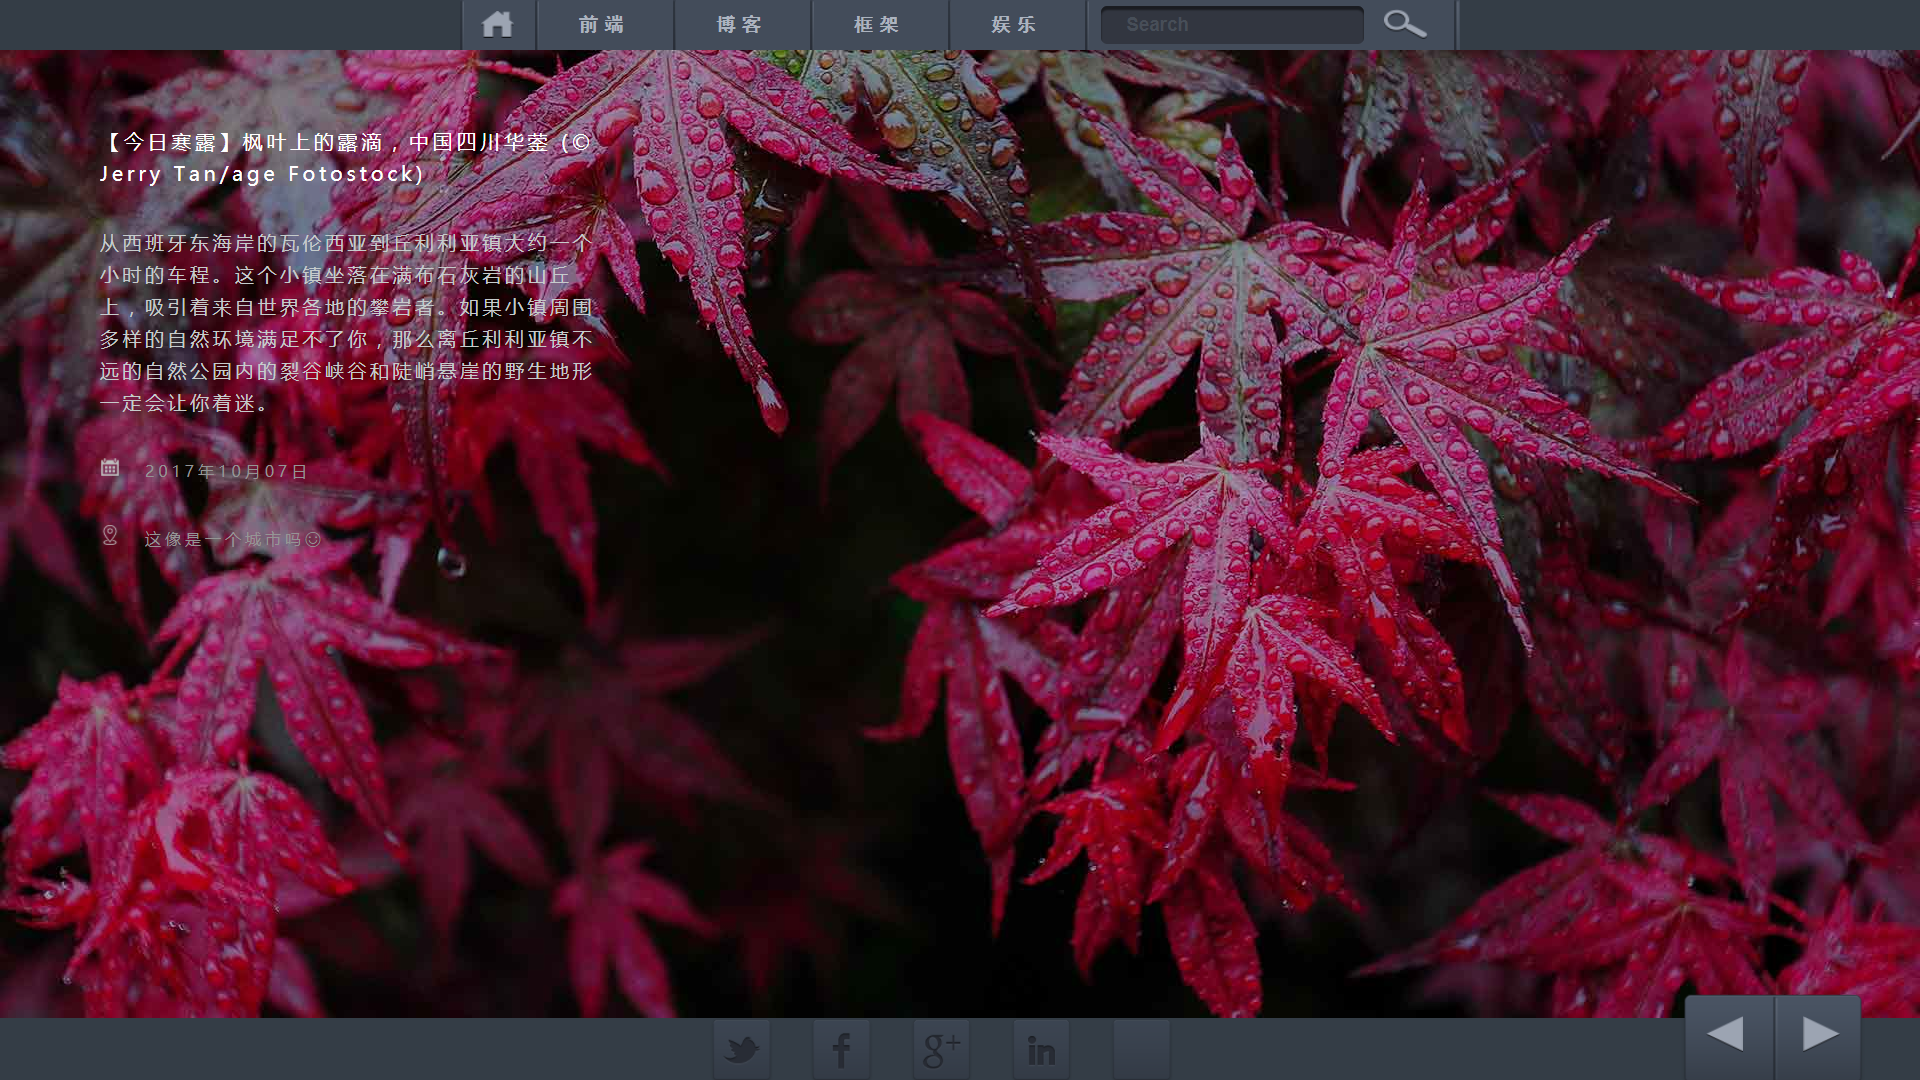 前端
博客
框架
娱乐
Search
【今日寒露】枫叶上的露滴，中国四川华蓥 (©
Jerry Tan/age Fotostock)
从西班牙东海岸的瓦伦西亚到丘利利亚镇大约一个
小时的车程。这个小镇坐落在满布石灰岩的山丘
上，吸引着来自世界各地的攀岩者。如果小镇周围
多样的自然环境满足不了你，那么离丘利利亚镇不
远的自然公园内的裂谷峡谷和陡峭悬崖的野生地形
一定会让你着迷。
2017年10月07日
这像是一个城市吗☺
f
g+
in